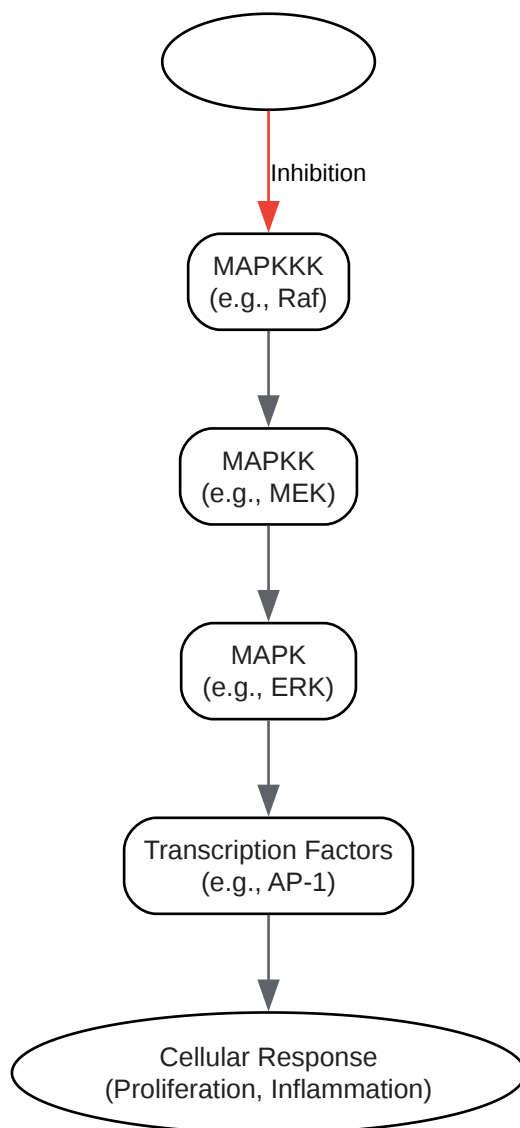 Inhibition
MAPKKK
(e.g., Raf)
MAPKK
(e.g., MEK)
MAPK
(e.g., ERK)
Transcription Factors
(e.g., AP-1)
Cellular Response
(Proliferation, Inflammation)